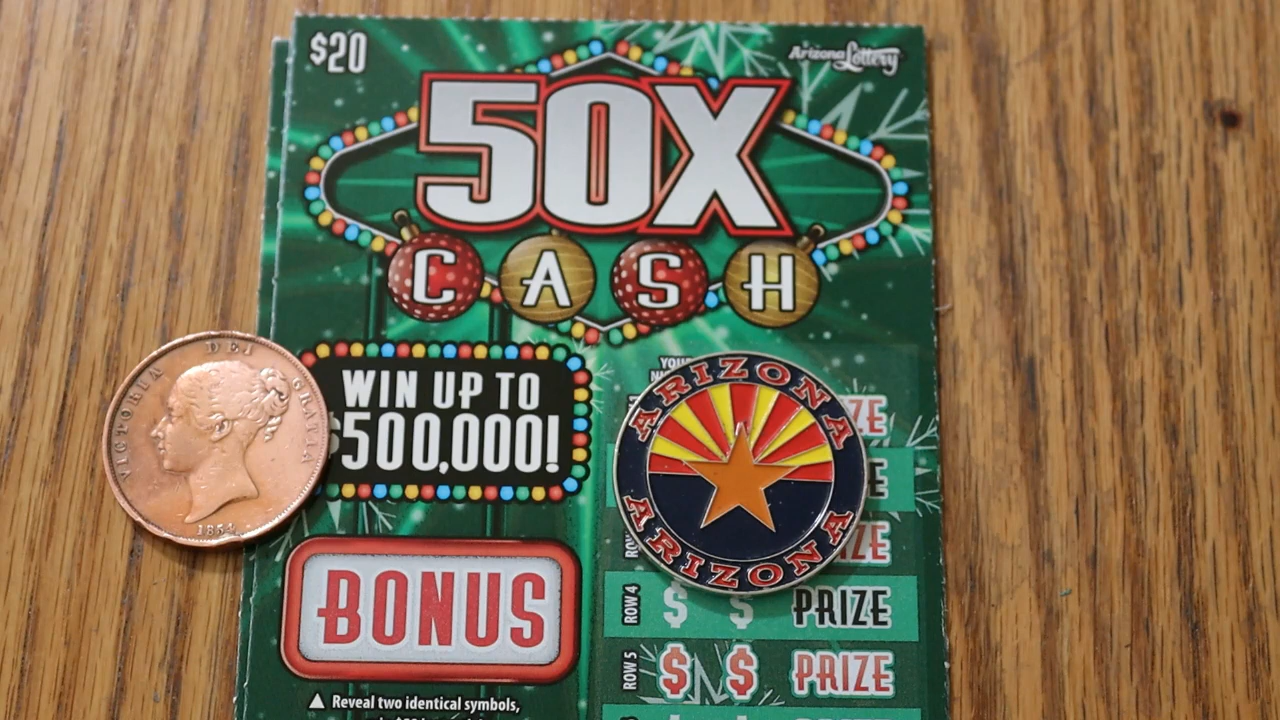 $20
Arizona Lottery
50X
CASH
VICTORIA DEI GRATIA
1854
WIN UP TO
$500,000!
ARIZONA
ARIZONA
ROW 4 $ $ PRIZE
BONUS
ROW 5 $ $ PRIZE
▲ Reveal two identical symbols,